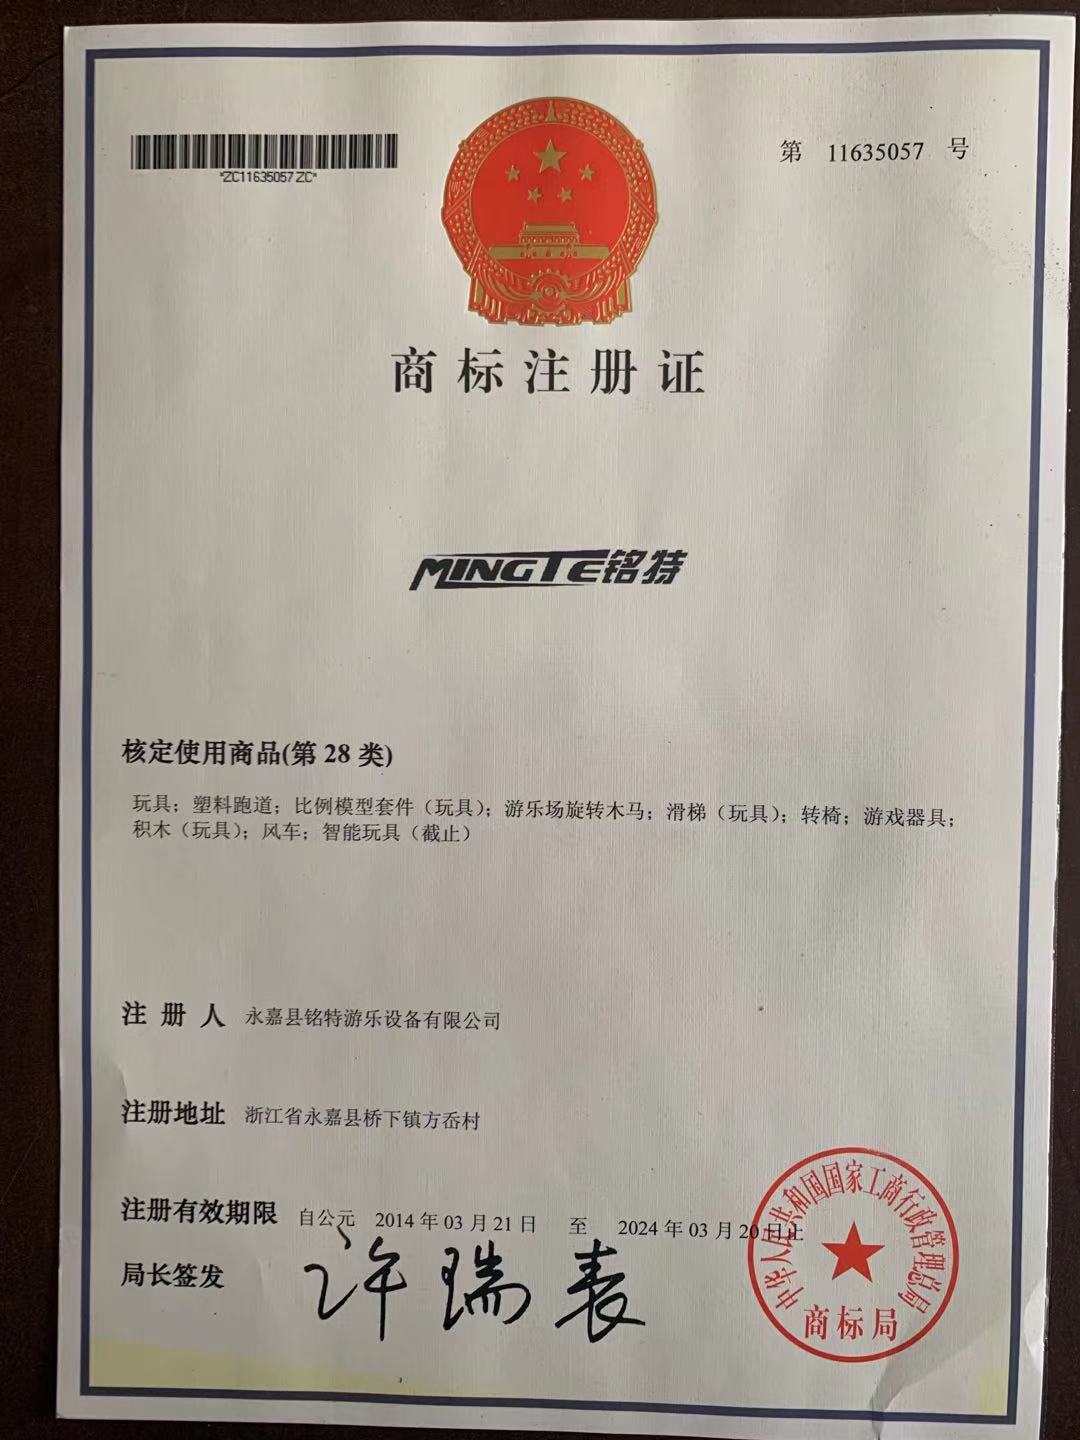 *ZC11635057ZC*
第 11635057 号
商标注册证
MINGTE铭特
核定使用商品(第 28 类)
玩具；塑料跑道；比例模型套件（玩具）；游乐场旋转木马；滑梯（玩具）；转椅；游戏器具；
积木（玩具）；风车；智能玩具（截止）
注 册 人 永嘉县铭特游乐设备有限公司
注册地址 浙江省永嘉县桥下镇方岙村
注册有效期限 自公元 2014 年 03 月 21 日 至 2024 年 03 月 20 日止
局长签发 许瑞表
中华人民共和国国家工商行政管理总局
商标局